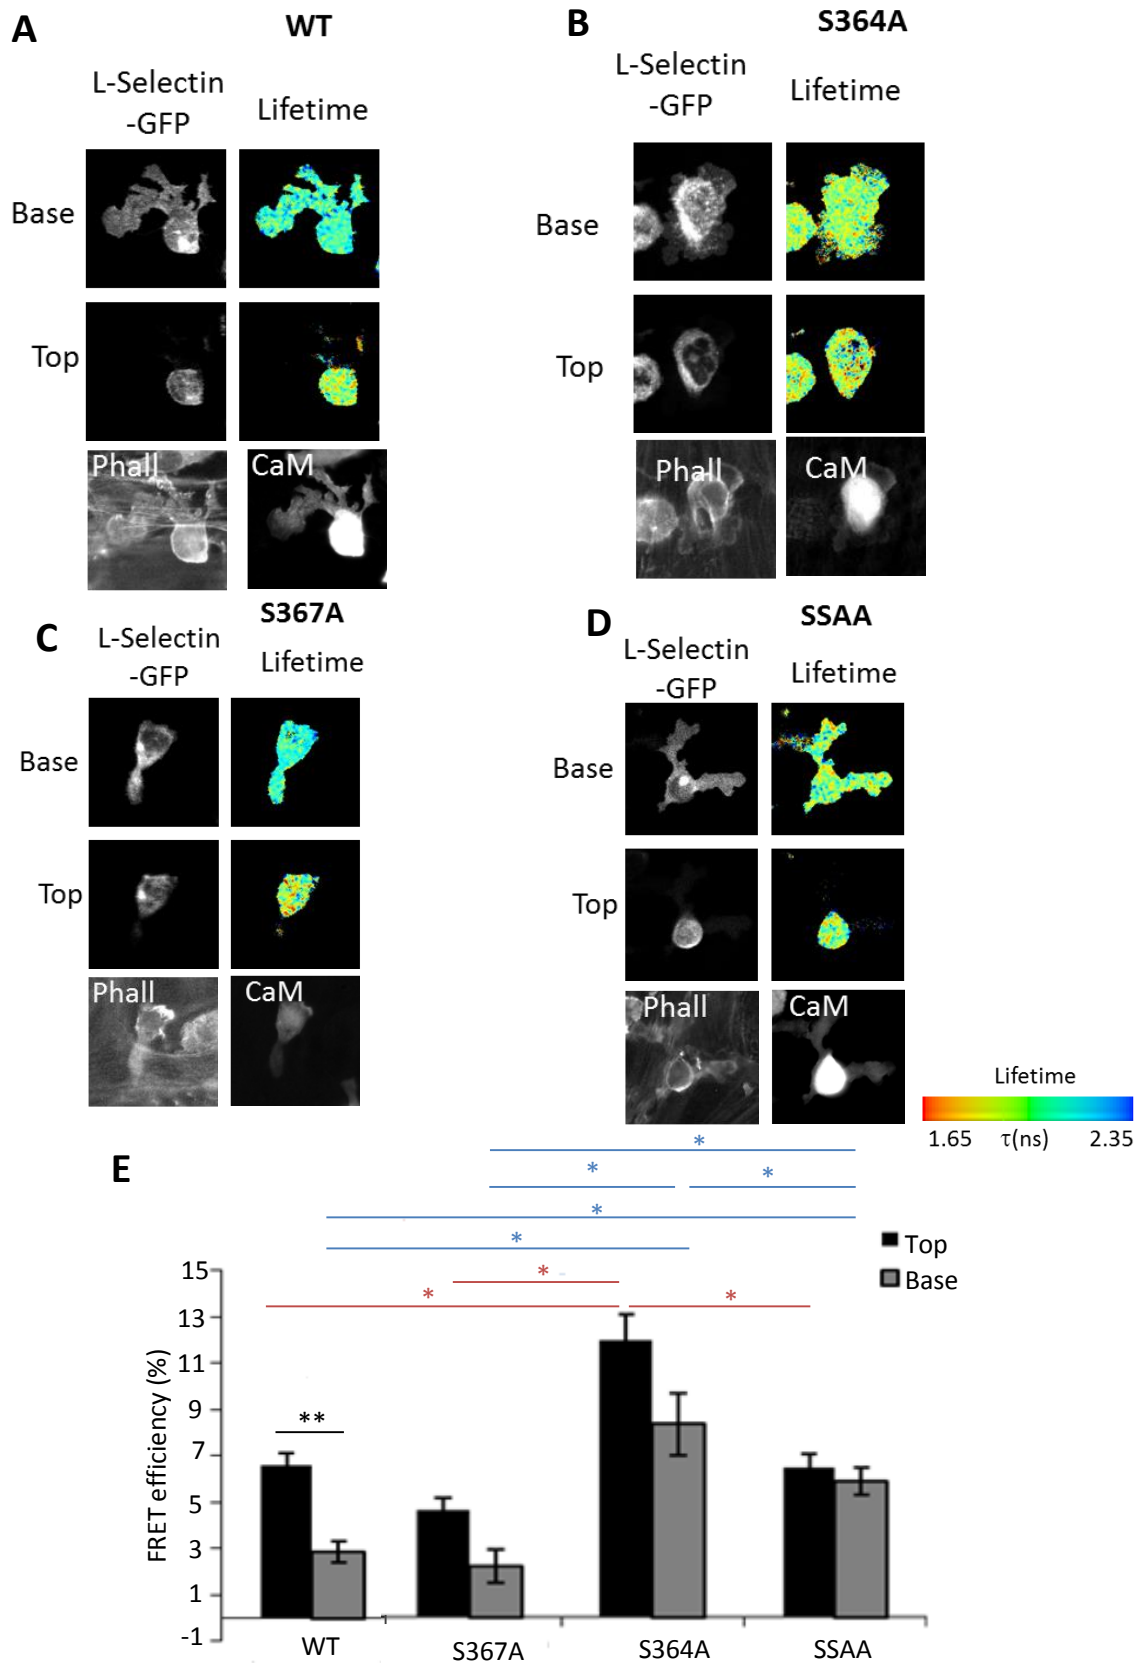 A
WT
L-Selectin
-GFP
Lifetime
Base
Top
Phall
CaM
B
S364A
L-Selectin
-GFP
Lifetime
Base
Top
Phall
CaM
C
S367A
L-Selectin
-GFP
Lifetime
Base
Top
Phall
CaM
D
SSAA
L-Selectin
-GFP
Lifetime
Base
Top
Phall
CaM
Lifetime
1.65 τ(ns) 2.35
E
*
* *
*
*
*
* *
**
Top
Base
FRET efficiency (%)
15
13
11
9
7
5
3
1
-1
WT S367A S364A SSAA